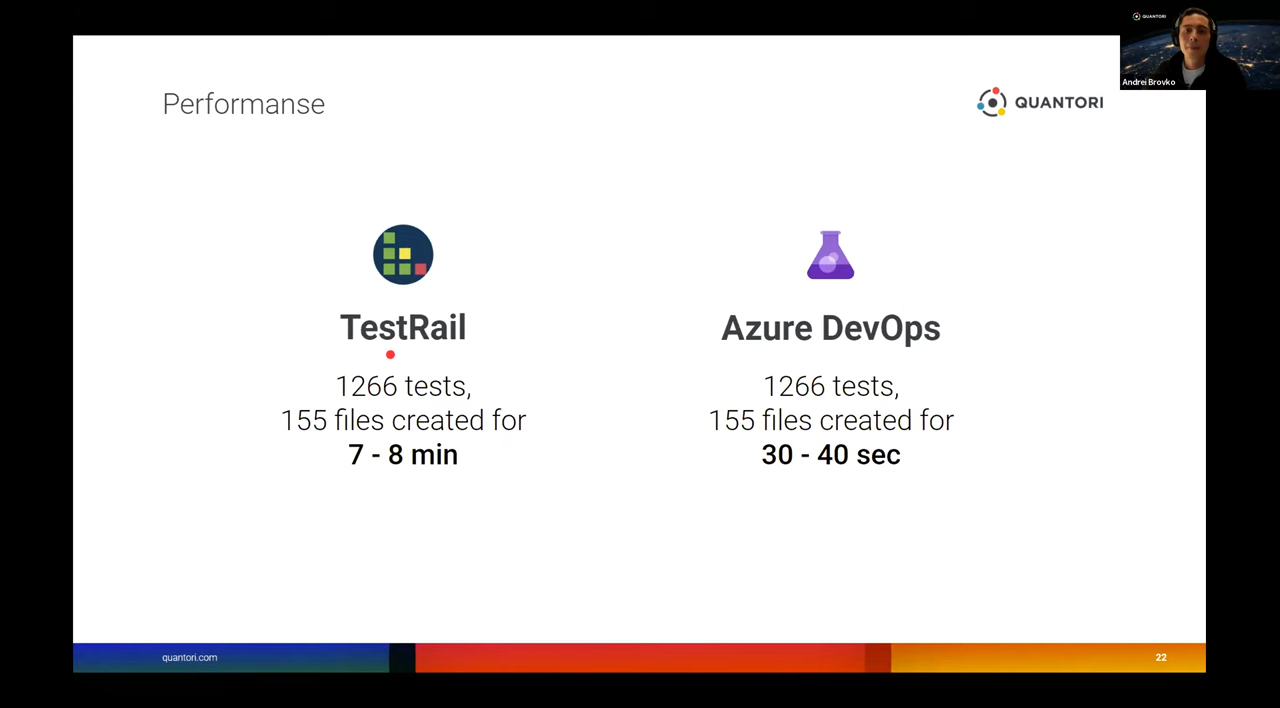 QUANTORI
Andrei Brovko
Performanse
QUANTORI
TestRail
1266 tests,
155 files created for
7 - 8 min
Azure DevOps
1266 tests,
155 files created for
30 - 40 sec
quantori.com
22